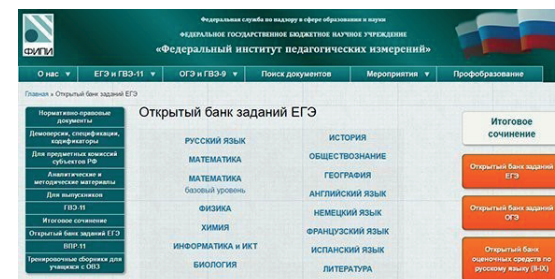 Федеральная служба по надзору в сфере образования и науки
ФЕДЕРАЛЬНОЕ ГОСУДАРСТВЕННОЕ БЮДЖЕТНОЕ НАУЧНОЕ УЧРЕЖДЕНИЕ
«Федеральный институт педагогических измерений»
ФИПИ
О нас ▼ ЕГЭ и ГВЭ-11 ▼ ОГЭ и ГВЭ-9 ▼ Поиск документов Мероприятия ▼ Профобразование
Главная » Открытый банк заданий ЕГЭ
Нормативно-правовые
документы
Демоверсии, спецификации,
кодификаторы
Для предметных комиссий
субъектов РФ
Аналитические и
методические материалы
Для выпускников
ГВЭ-11
Итоговое сочинение
Открытый банк заданий ЕГЭ
ВПР-11
Тренировочные сборники для
учащихся с ОВЗ
Открытый банк заданий ЕГЭ
РУССКИЙ ЯЗЫК
МАТЕМАТИКА
МАТЕМАТИКА
базовый уровень
ФИЗИКА
ХИМИЯ
ИНФОРМАТИКА и ИКТ
БИОЛОГИЯ
ИСТОРИЯ
ОБЩЕСТВОЗНАНИЕ
ГЕОГРАФИЯ
АНГЛИЙСКИЙ ЯЗЫК
НЕМЕЦКИЙ ЯЗЫК
ФРАНЦУЗСКИЙ ЯЗЫК
ИСПАНСКИЙ ЯЗЫК
ЛИТЕРАТУРА
Итоговое
сочинение
Открытый банк заданий
ЕГЭ
Открытый банк заданий
ОГЭ
Открытый банк
оценочных средств по
русскому языку (II-IX)